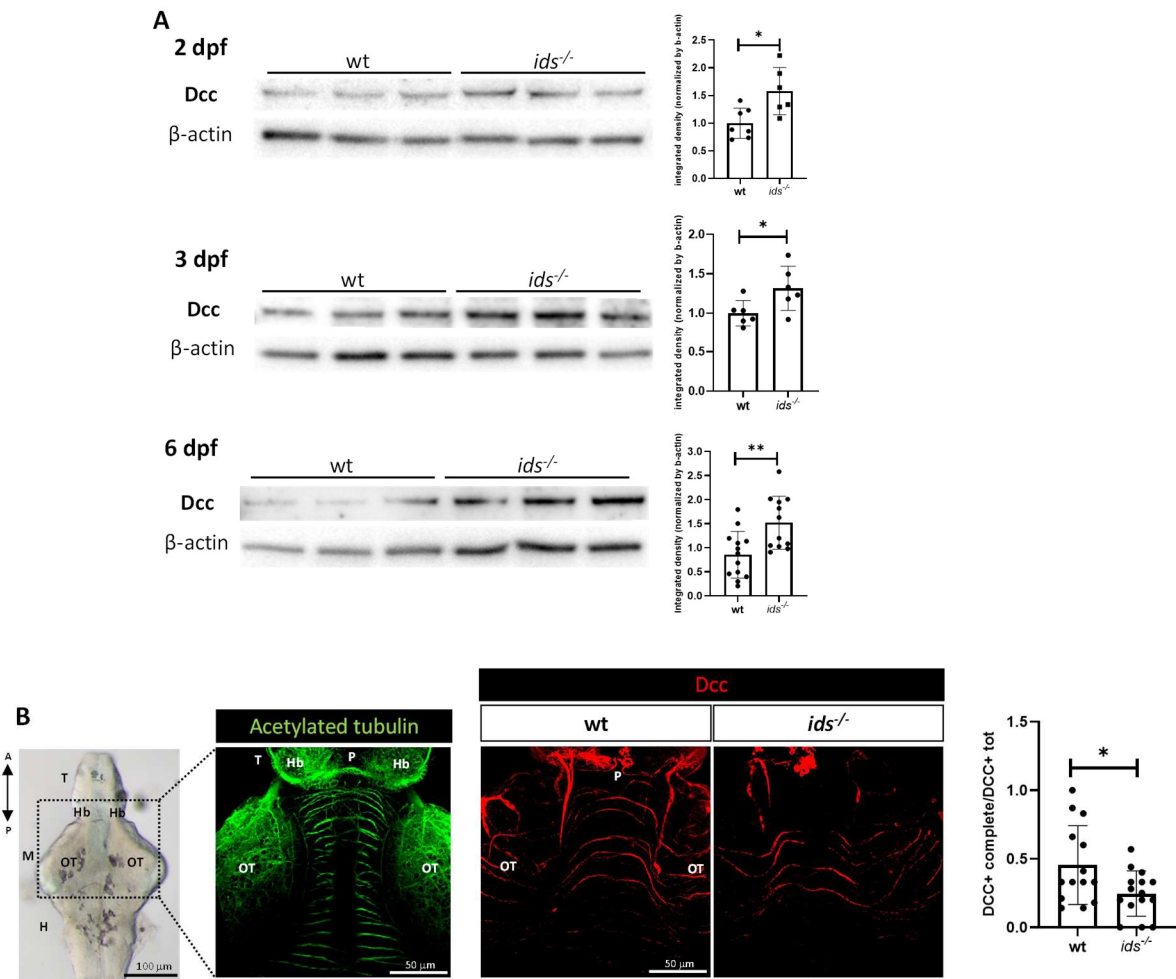 A
2 dpf
wt
ids-/-
Dcc
β-actin
integrated density (normalized by b-actin)
2.5
2.0
1.5
1.0
0.5
0.0
*
wt
ids-/-
3 dpf
wt
ids-/-
Dcc
β-actin
integrated density (normalized by b-actin)
2.0
1.5
1.0
0.5
0.0
*
wt
ids-/-
6 dpf
wt
ids-/-
Dcc
β-actin
Integrated density (normalized by b-actin)
3.0
2.5
2.0
1.5
1.0
0.5
0.0
**
wt
ids-/-
B
A
P
T
Hb Hb
M
OT OT
H
100 µm
Acetylated tubulin
T Hb P Hb
OT OT
50 µm
Dcc
wt
ids-/-
P
OT OT
50 µm
DCC+ complete/DCC+ tot
1.5
1.0
0.5
0.0
*
wt
ids-/-